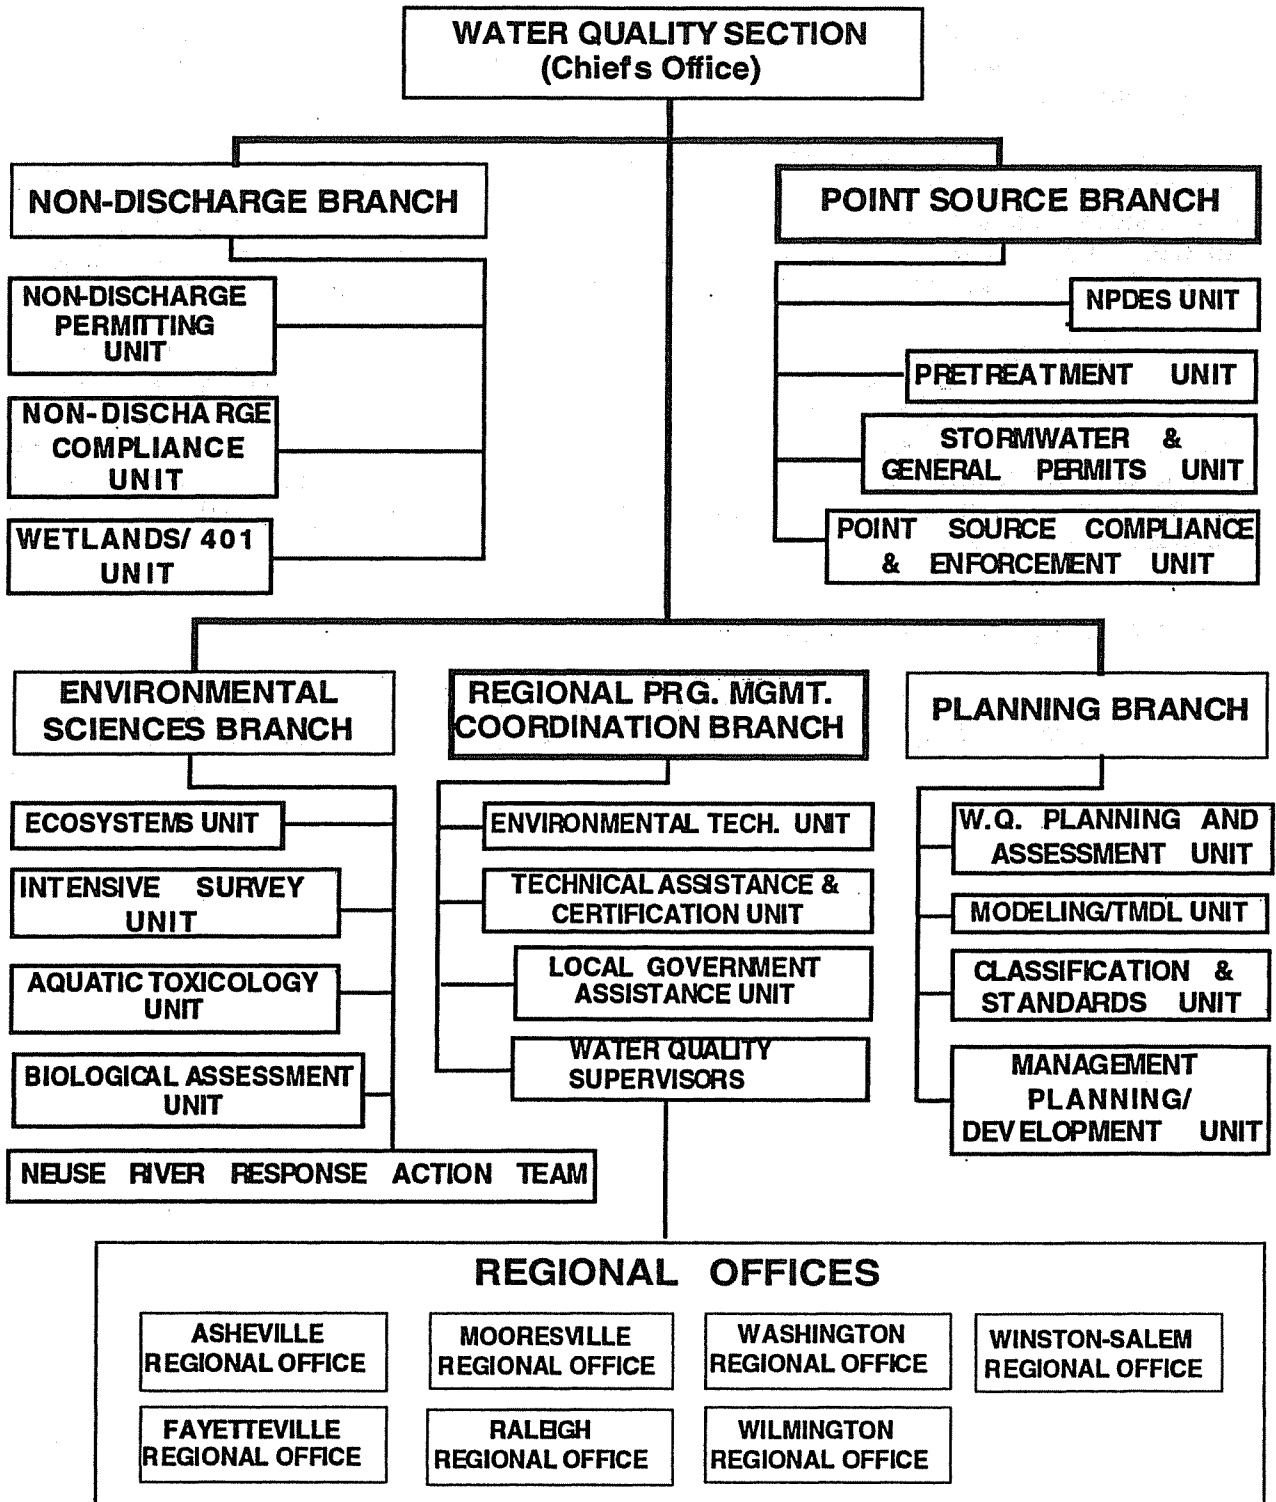 WATER QUALITY SECTION
(Chief's Office)
NON-DISCHARGE BRANCH
NON-DISCHARGE
PERMITTING
UNIT
NON-DISCHARGE
COMPLIANCE
UNIT
WETLANDS/ 401
UNIT
POINT SOURCE BRANCH
NPDES UNIT
PRETREATMENT UNIT
STORMWATER &
GENERAL PERMITS UNIT
POINT SOURCE COMPLIANCE
& ENFORCEMENT UNIT
ENVIRONMENTAL
SCIENCES BRANCH
ECOSYSTEMS UNIT
INTENSIVE SURVEY
UNIT
AQUATIC TOXICOLOGY
UNIT
BIOLOGICAL ASSESSMENT
UNIT
NEUSE RIVER RESPONSE ACTION TEAM
REGIONAL PRG. MGMT.
COORDINATION BRANCH
ENVIRONMENTAL TECH. UNIT
TECHNICAL ASSISTANCE &
CERTIFICATION UNIT
LOCAL GOVERNMENT
ASSISTANCE UNIT
WATER QUALITY
SUPERVISORS
PLANNING BRANCH
W.Q. PLANNING AND
ASSESSMENT UNIT
MODELING/TMDL UNIT
CLASSIFICATION &
STANDARDS UNIT
MANAGEMENT
PLANNING/
DEVELOPMENT UNIT
REGIONAL OFFICES
ASHEVILLE
REGIONAL OFFICE
MOORESVILLE
REGIONAL OFFICE
WASHINGTON
REGIONAL OFFICE
WINSTON-SALEM
REGIONAL OFFICE
FAYETTEVILLE
REGIONAL OFFICE
RALEIGH
REGIONAL OFFICE
WILMINGTON
REGIONAL OFFICE